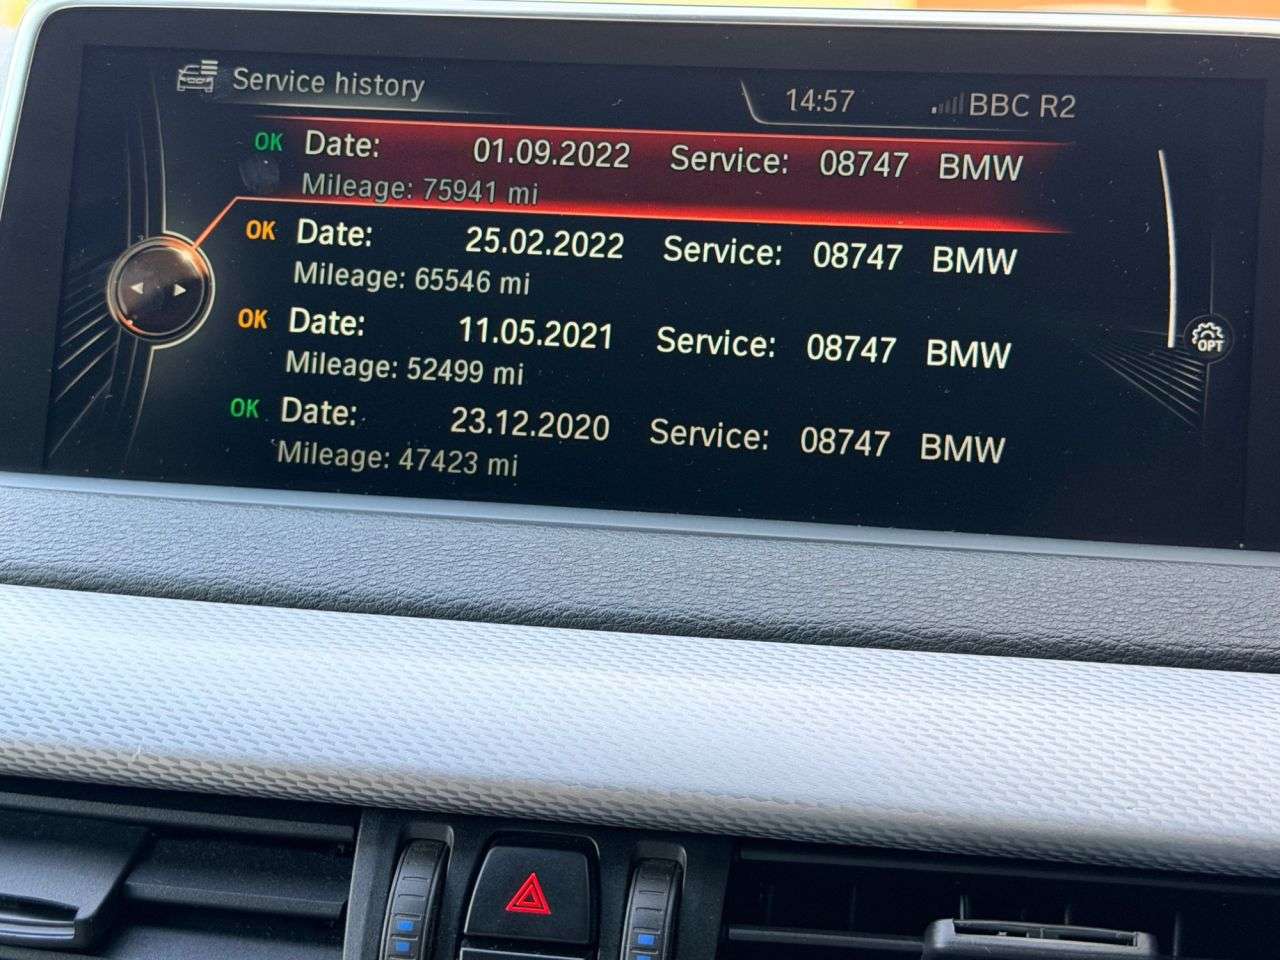 Service history 14:57 BBC R2
OK Date: 01.09.2022 Service: 08747 BMW
Mileage: 75941 mi
OK Date: 25.02.2022 Service: 08747 BMW
Mileage: 65546 mi
OK Date: 11.05.2021 Service: 08747 BMW
Mileage: 52499 mi
OPT
OK Date: 23.12.2020 Service: 08747 BMW
Mileage: 47423 mi